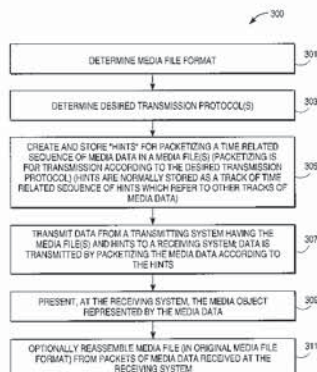 300
DETERMINE MEDIA FILE FORMAT
301
DETERMINE DESIRED TRANSMISSION PROTOCOL(S)
303
CREATE AND STORE "HINTS" FOR PACKETIZING A TIME RELATED
SEQUENCE OF MEDIA DATA IN A MEDIA FILE(S) (PACKETIZING IS
FOR TRANSMISSION ACCORDING TO THE DESIRED TRANSMISSION
PROTOCOL) (HINTS ARE NORMALLY STORED AS A TRACK OF TIME
RELATED SEQUENCE OF HINTS WHICH REFER TO OTHER TRACKS OF
MEDIA DATA)
305
TRANSMIT DATA FROM A TRANSMITTING SYSTEM HAVING THE
MEDIA FILE(S) AND HINTS TO A RECEIVING SYSTEM; DATA IS
TRANSMITTED BY PACKETIZING THE MEDIA DATA ACCORDING TO
THE HINTS
307
PRESENT, AT THE RECEIVING SYSTEM, THE MEDIA OBJECT
REPRESENTED BY THE MEDIA DATA
309
OPTIONALLY REASSEMBLE MEDIA FILE (IN ORIGINAL MEDIA FILE
FORMAT) FROM PACKETS OF MEDIA DATA RECEIVED AT THE
RECEIVING SYSTEM
311